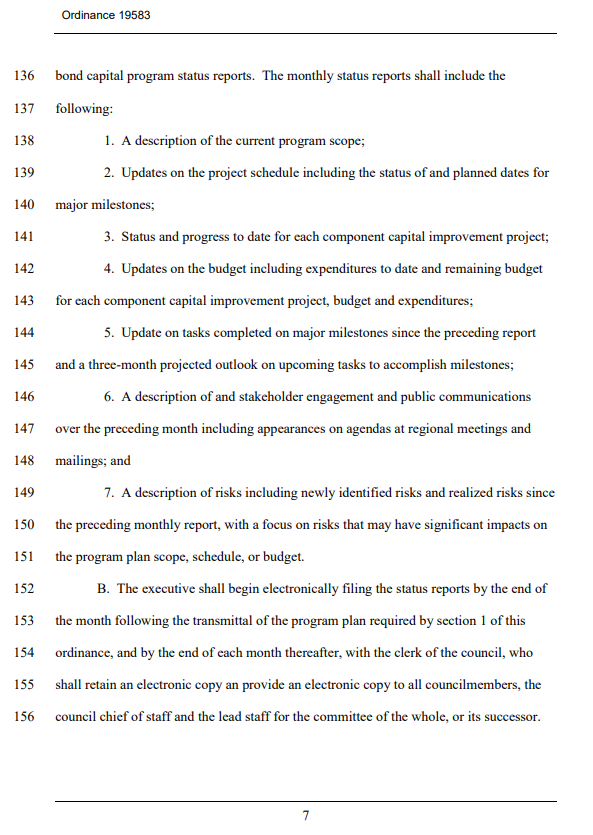 Ordinance 19583
136 bond capital program status reports.  The monthly status reports shall include the
137 following:
138 1.  A description of the current program scope;
139 2.  Updates on the project schedule including the status of and planned dates for
140 major milestones;
141 3.  Status and progress to date for each component capital improvement project;
142 4.  Updates on the budget including expenditures to date and remaining budget
143 for each component capital improvement project, budget and expenditures;
144 5.  Update on tasks completed on major milestones since the preceding report
145 and a three-month projected outlook on upcoming tasks to accomplish milestones;
146 6.  A description of and stakeholder engagement and public communications
147 over the preceding month including appearances on agendas at regional meetings and
148 mailings; and
149 7.  A description of risks including newly identified risks and realized risks since
150 the preceding monthly report, with a focus on risks that may have significant impacts on
151 the program plan scope, schedule, or budget.
152 B.  The executive shall begin electronically filing the status reports by the end of
153 the month following the transmittal of the program plan required by section 1 of this
154 ordinance, and by the end of each month thereafter, with the clerk of the council, who
155 shall retain an electronic copy an provide an electronic copy to all councilmembers, the
156 council chief of staff and the lead staff for the committee of the whole, or its successor.
7